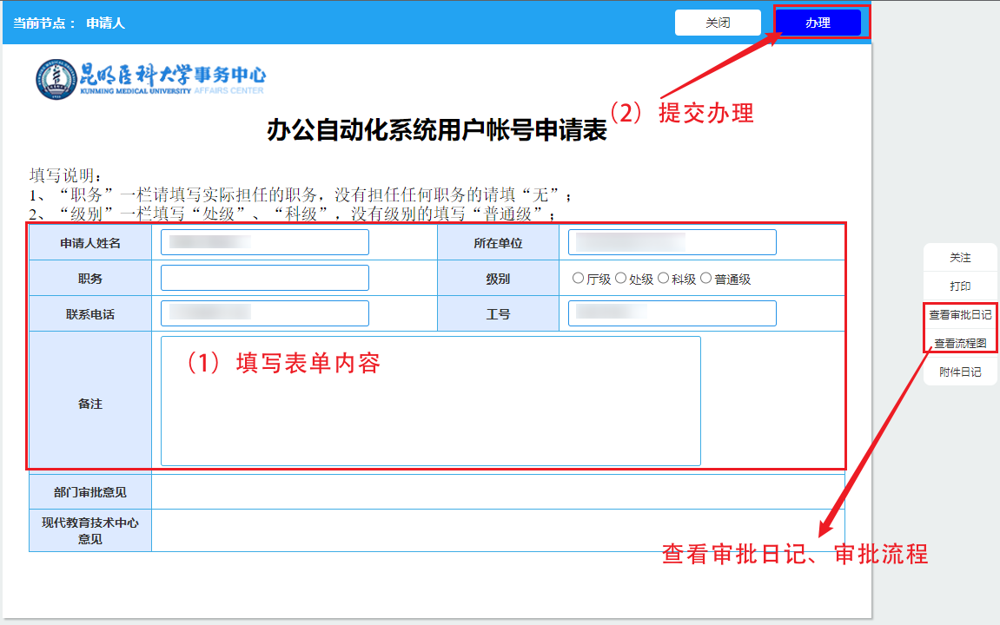 当前节点： 申请人
关闭
办理
昆明医科大学事务中心
KUNMING MEDICAL UNIVERSITY AFFAIRS CENTER
（2）提交办理
办公自动化系统用户帐号申请表
填写说明：
1、“职务”一栏请填写实际担任的职务，没有担任任何职务的请填“无”；
2、“级别”一栏填写“处级”、“科级”，没有级别的填写“普通级”；
申请人姓名
所在单位
职务
级别
厅级 处级 科级 普通级
联系电话
工号
（1）填写表单内容
备注
部门审批意见
现代教育技术中心
意见
关注
打印
查看审批日记
查看流程图
附件日记
查看审批日记、审批流程